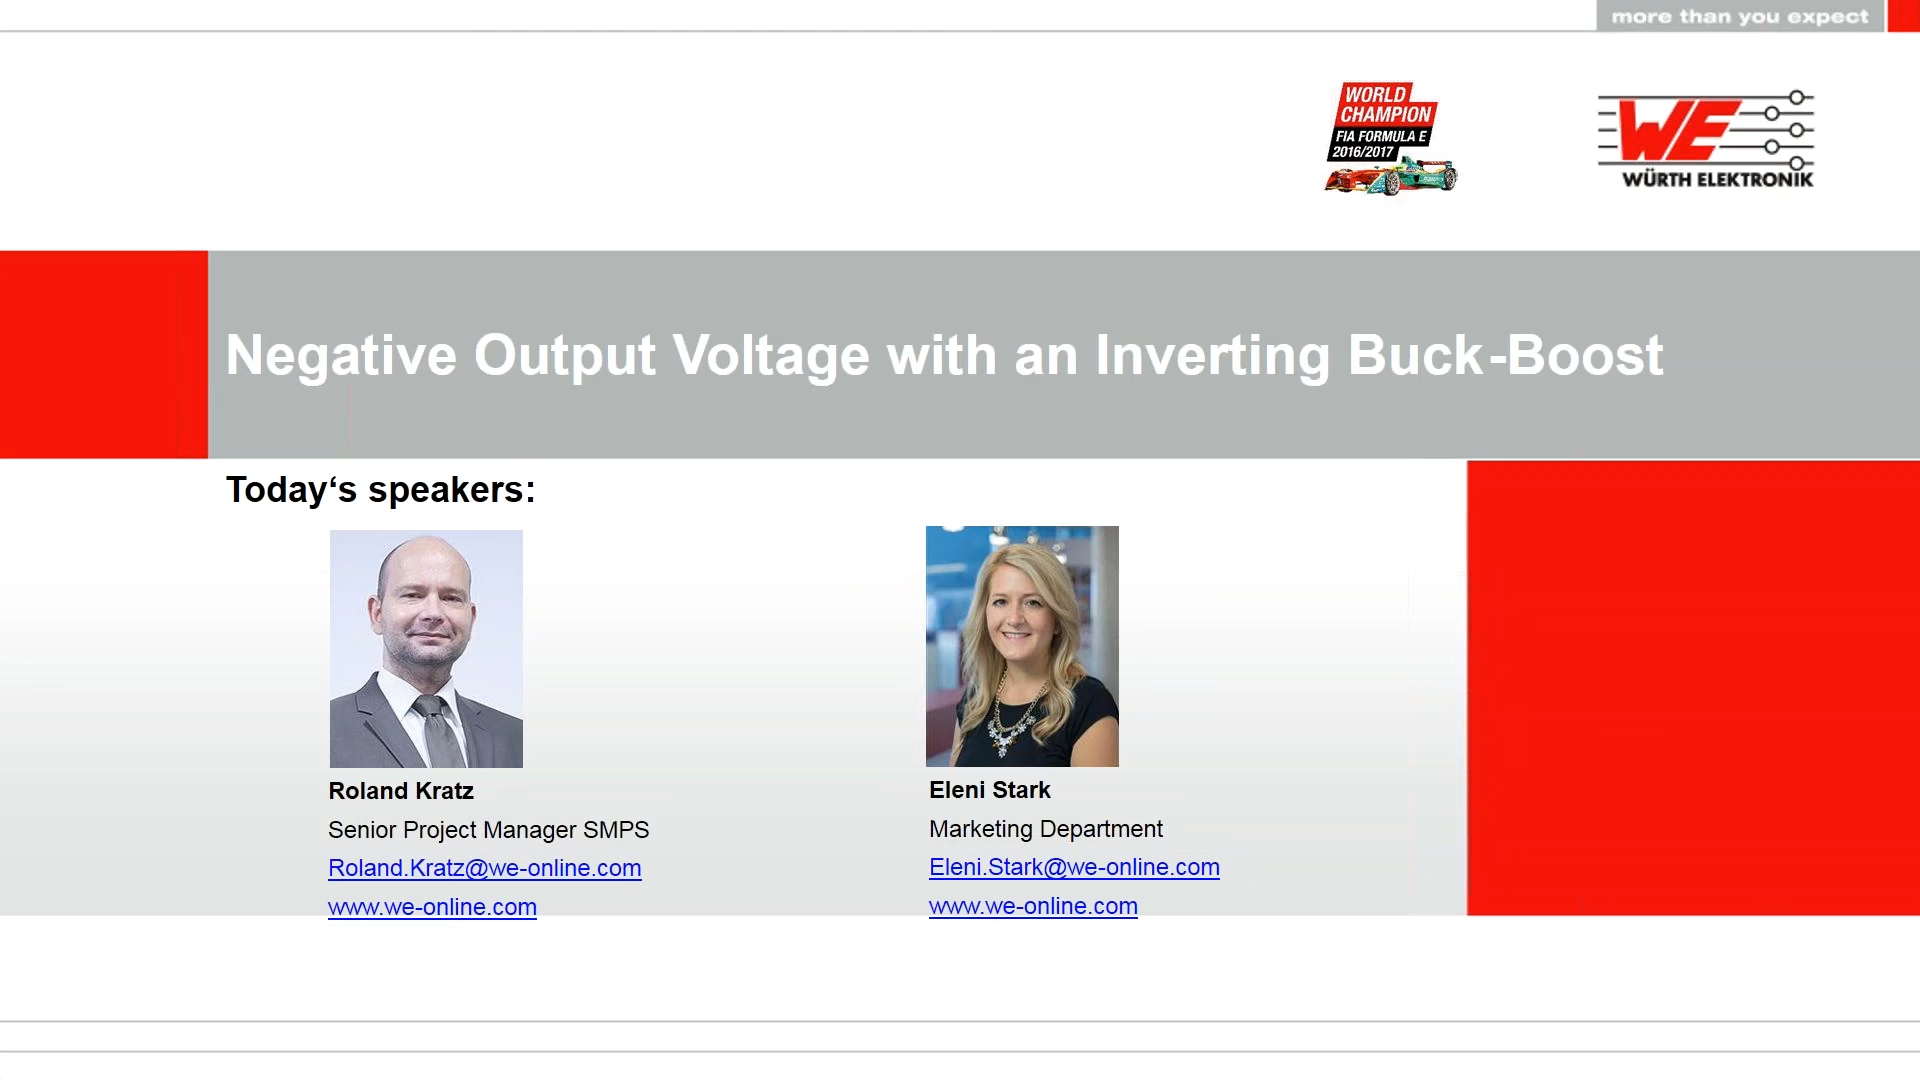 more than you expect
WORLD
CHAMPION
FIA FORMULA E
2016/2017
WE
WÜRTH ELEKTRONIK
Negative Output Voltage with an Inverting Buck-Boost
Today‘s speakers:
Roland Kratz
Senior Project Manager SMPS
Roland.Kratz@we-online.com
www.we-online.com
Eleni Stark
Marketing Department
Eleni.Stark@we-online.com
www.we-online.com